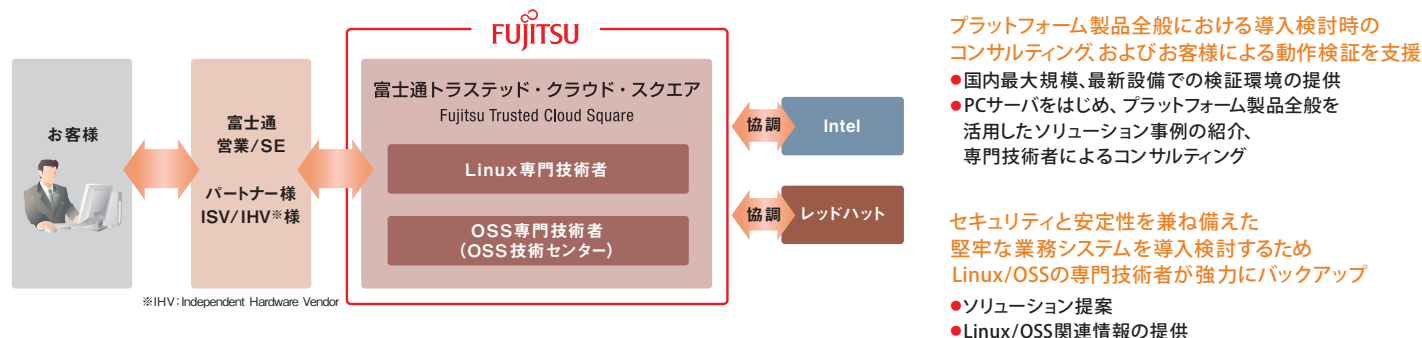 FUJITSU
お客様
富士通
営業/SE
パートナー様
ISV/IHV※様
※IHV:Independent Hardware Vendor
富士通トラステッド・クラウド・スクエア
Fujitsu Trusted Cloud Square
Linux専門技術者
OSS専門技術者
(OSS技術センター)
協調
Intel
協調
レッドハット
プラットフォーム製品全般における導入検討時の
コンサルティング、およびお客様による動作検証を支援
●国内最大規模、最新設備での検証環境の提供
●PCサーバをはじめ、プラットフォーム製品全般を
活用したソリューション事例の紹介、
専門技術者によるコンサルティング
セキュリティと安定性を兼ね備えた
堅牢な業務システムを導入検討するため
Linux/OSSの専門技術者が強力にバックアップ
●ソリューション提案
●Linux/OSS関連情報の提供